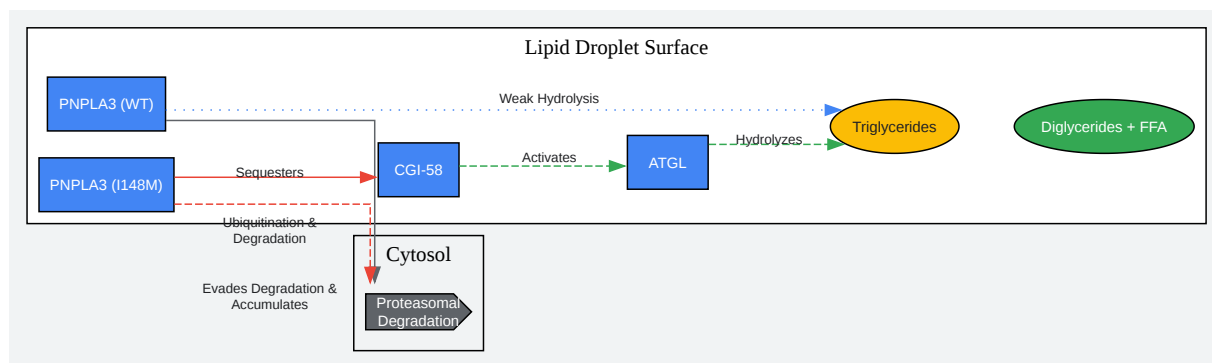 Lipid Droplet Surface
PNPLA3 (WT)
Weak Hydrolysis
Triglycerides
Diglycerides + FFA
Hydrolyzes
CGI-58
Activates
ATGL
PNPLA3 (I148M)
Sequesters
Ubiquitination &
Degradation
Cytosol
Evades Degradation &
Accumulates
Proteasomal
Degradation